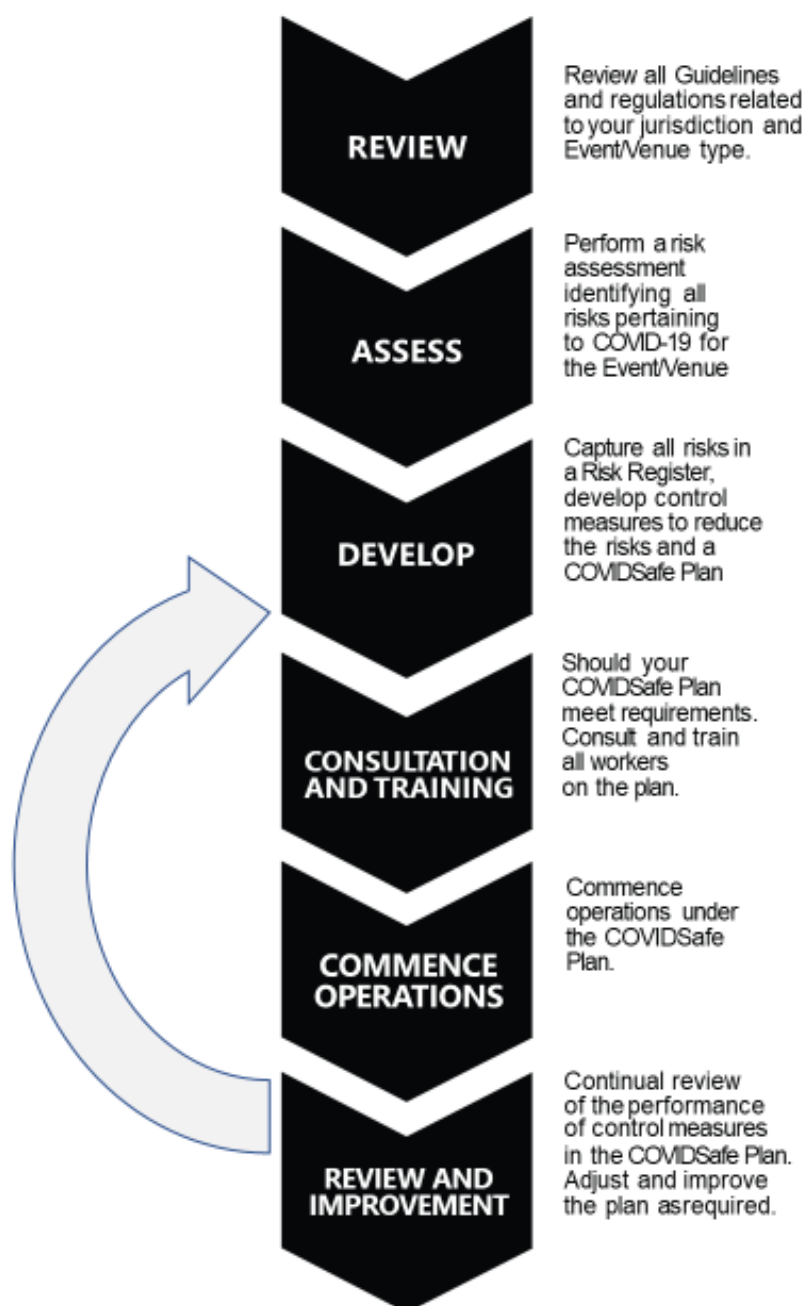 REVIEW
Review all Guidelines
and regulations related
to your jurisdiction and
Event/Venue type.
ASSESS
Perform a risk
assessment
identifying all
risks pertaining
to COVID-19 for
the Event/Venue
DEVELOP
Capture all risks in
a Risk Register,
develop control
measures to reduce
the risks and a
COVIDSafe Plan
CONSULTATION
AND TRAINING
Should your
COVIDSafe Plan
meet requirements.
Consult and train
all workers
on the plan.
COMMENCE
OPERATIONS
Commence
operations under
the COVIDSafe
Plan.
REVIEW AND
IMPROVEMENT
Continual review
of the performance
of control measures
in the COVIDSafe Plan.
Adjust and improve
the plan asrequired.